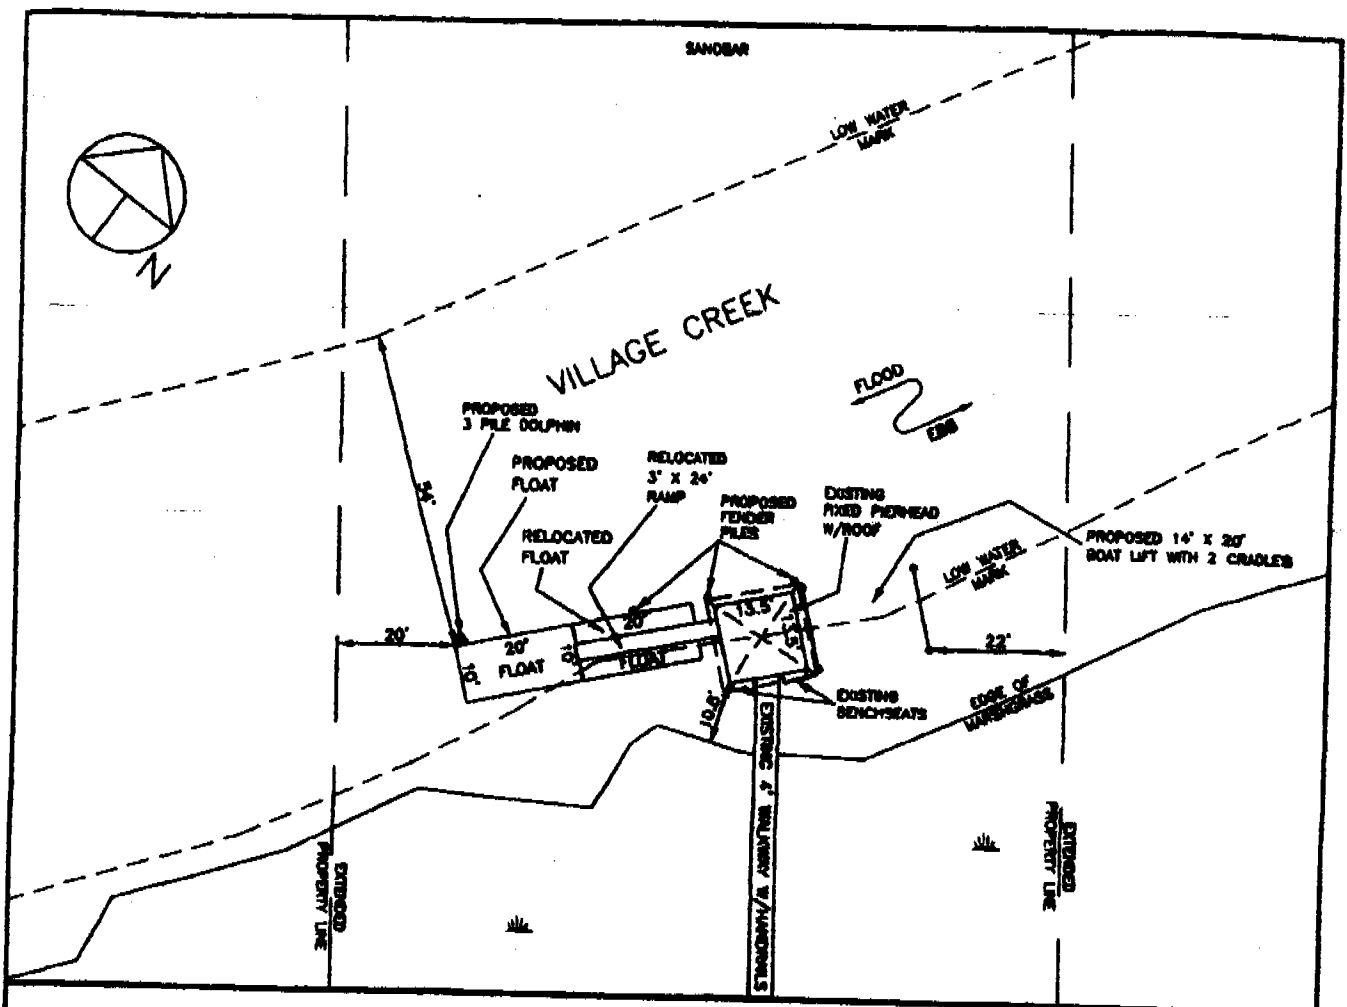 SANDBAR
LOW WATER
MARK
N
VILLAGE CREEK
FLOOD
EBB
PROPOSED
3 PILE DOLPHIN
PROPOSED
FLOAT
RELOCATED
3' X 24'
RAMP
RELOCATED
FLOAT
PROPOSED
FENDER
PILES
EXISTING
FIXED PIERHEAD
W/ROOF
PROPOSED 14' X 20'
BOAT LIFT WITH 2 CRADLES
LOW WATER
MARK
54'
20'
20'
FLOAT
10'
10'
20'
FLOAT
13.5'
13.5'
22'
EXISTING
BENCHSEATS
EDGE OF
MARSHGRASS
EXISTING 4' WALKWAY W/HANDRAILS
EXTENDED
PROPERTY LINE
EXTENDED
PROPERTY LINE